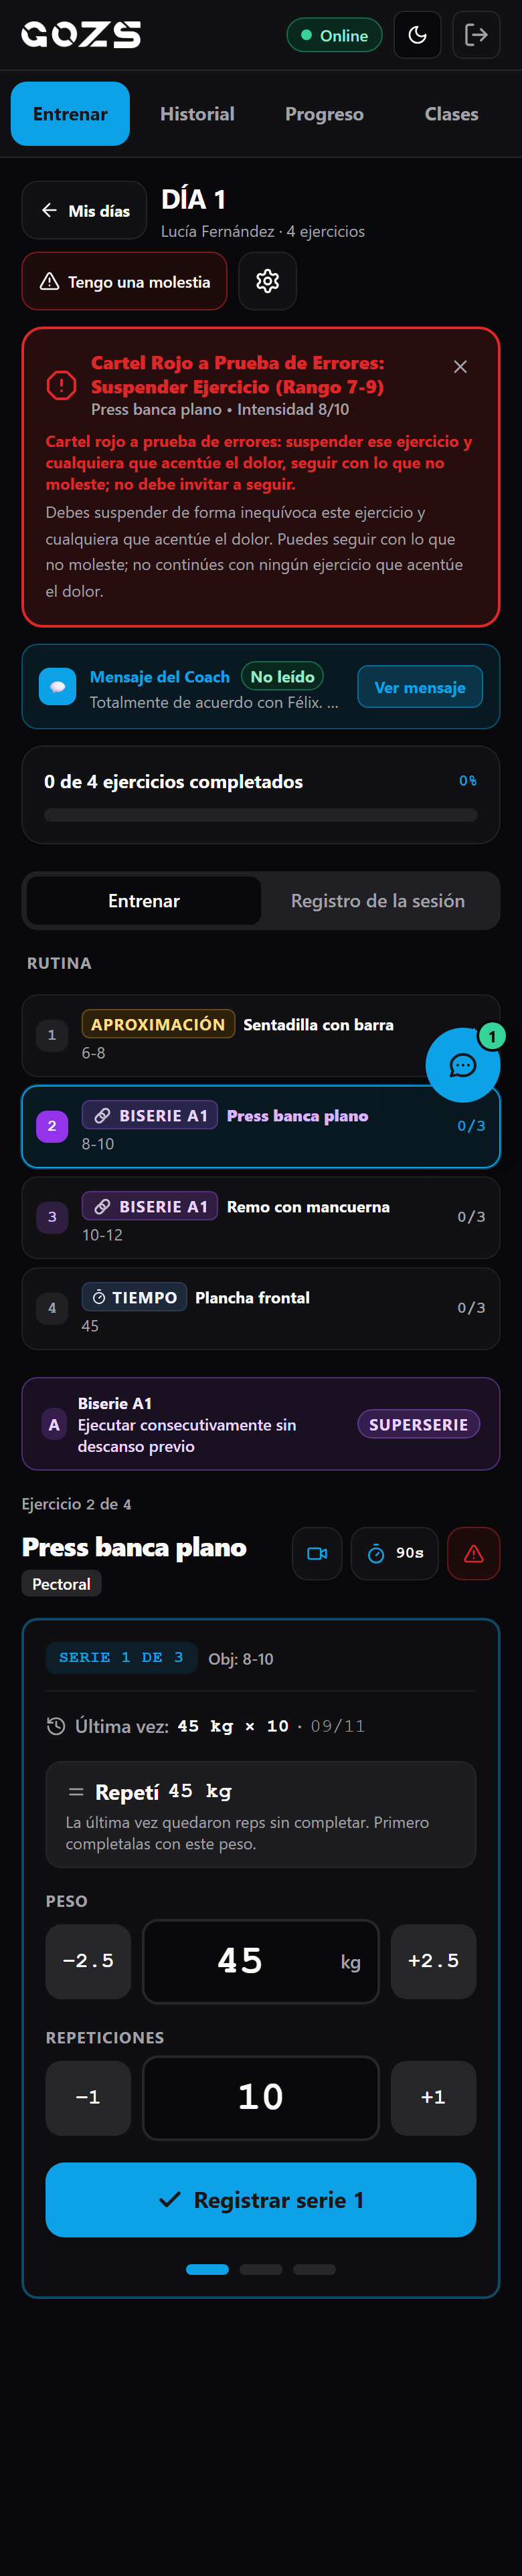 GOZS
Online
Entrenar
Historial
Progreso
Clases
Mis días
DÍA 1
Lucía Fernández · 4 ejercicios
Tengo una molestia
Cartel Rojo a Prueba de Errores:
Suspender Ejercicio (Rango 7-9)
Press banca plano • Intensidad 8/10
Cartel rojo a prueba de errores: suspender ese ejercicio y
cualquiera que acentúe el dolor, seguir con lo que no
moleste; no debe invitar a seguir.
Debes suspender de forma inequívoca este ejercicio y
cualquiera que acentúe el dolor. Puedes seguir con lo que
no moleste; no continúes con ningún ejercicio que acentúe
el dolor.
Mensaje del Coach
No leído
Totalmente de acuerdo con Félix. ...
Ver mensaje
0 de 4 ejercicios completados
0%
Entrenar
Registro de la sesión
RUTINA
1
APROXIMACIÓN
Sentadilla con barra
6-8
1
2
BISERIE A1
Press banca plano
8-10
0/3
3
BISERIE A1
Remo con mancuerna
10-12
0/3
4
TIEMPO
Plancha frontal
45
0/3
A
Biserie A1
Ejecutar consecutivamente sin
descanso previo
SUPERSERIE
Ejercicio 2 de 4
Press banca plano
90s
Pectoral
SERIE 1 DE 3
Obj: 8-10
Última vez: 45 kg × 10 · 09/11
Repetí 45 kg
La última vez quedaron reps sin completar. Primero
completalas con este peso.
PESO
−2.5
45
kg
+2.5
REPETICIONES
−1
10
+1
Registrar serie 1